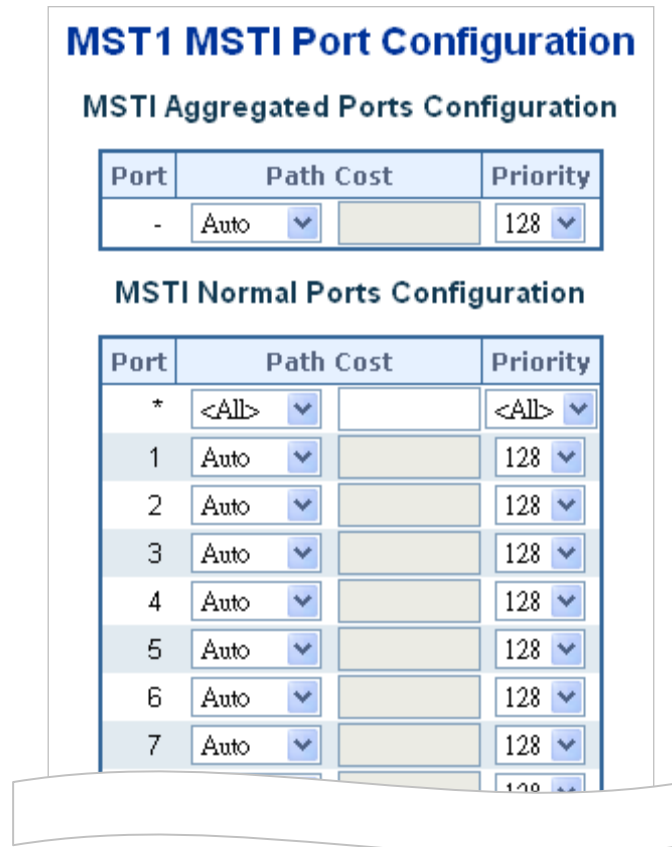 MST1 MSTI Port Configuration
MSTI Aggregated Ports Configuration
Port Path Cost Priority
- Auto 128
MSTI Normal Ports Configuration
Port Path Cost Priority
* <All> <All>
1 Auto 128
2 Auto 128
3 Auto 128
4 Auto 128
5 Auto 128
6 Auto 128
7 Auto 128